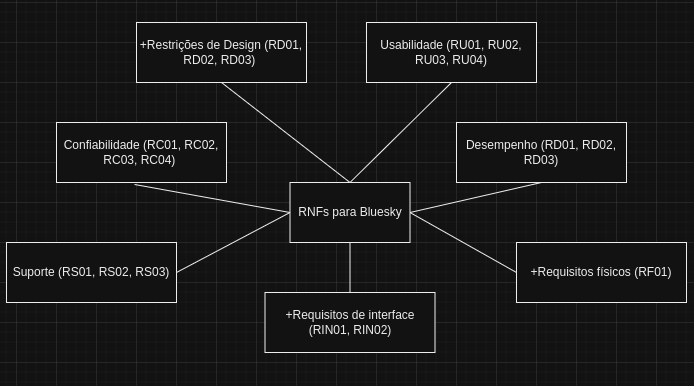 +Restrições de Design (RD01,
RD02, RD03)
Usabilidade (RU01, RU02,
RU03, RU04)
Confiabilidade (RC01, RC02,
RC03, RC04)
Desempenho (RD01, RD02,
RD03)
RNFs para Bluesky
Suporte (RS01, RS02, RS03)
+Requisitos físicos (RF01)
+Requisitos de interface
(RIN01, RIN02)